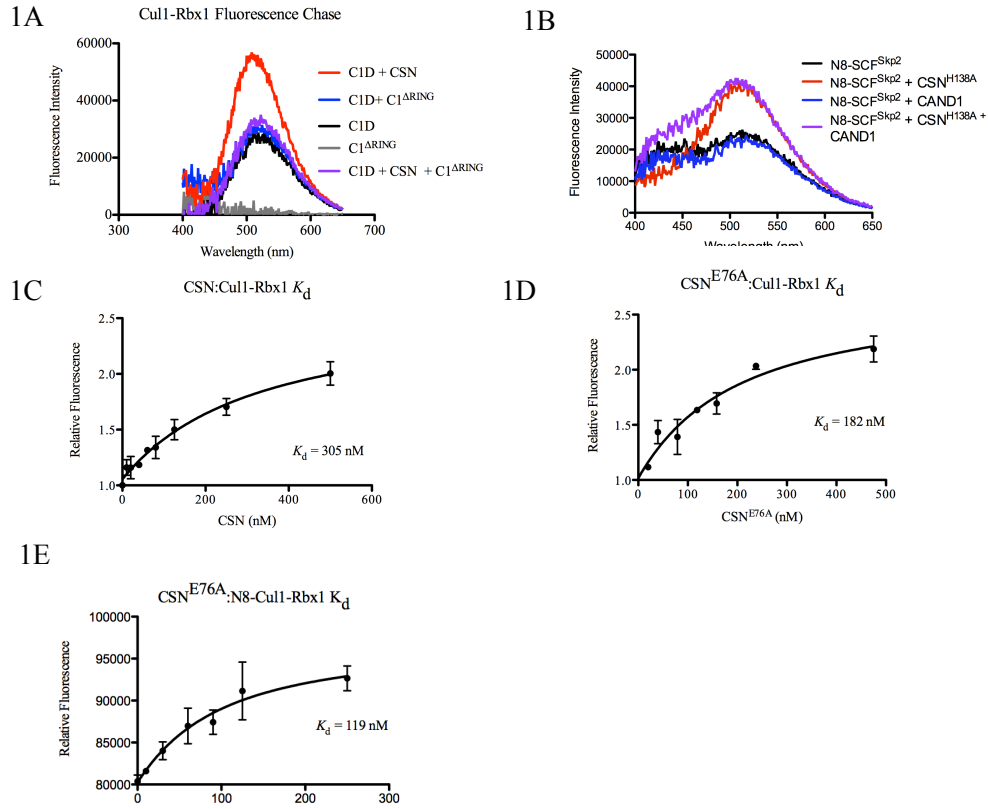 1A
Cul1-Rbx1 Fluorescence Chase
60000
40000
20000
0
300
400
500
600
700
Fluorescence Intensity
Wavelength (nm)
C1D + CSN
C1D+ C1ΔRING
C1D
C1ΔRING
C1D + CSN + C1ΔRING
1B
50000
40000
30000
20000
10000
0
400
450
500
550
600
650
Fluorescence Intensity
Wavelength (nm)
N8-SCFSkp2
N8-SCFSkp2 + CSNH138A
N8-SCFSkp2 + CAND1
N8-SCFSkp2 + CSNH138A +
CAND1
1C
CSN:Cul1-Rbx1 Kd
2.5
2.0
1.5
1.0
0
200
400
600
Relative Fluorescence
CSN (nM)
Kd = 305 nM
1D
CSNE76A:Cul1-Rbx1 Kd
2.5
2.0
1.5
1.0
0
100
200
300
400
500
Relative Fluorescence
CSNE76A (nM)
Kd = 182 nM
1E
CSNE76A:N8-Cul1-Rbx1 Kd
100000
95000
90000
85000
80000
0
100
200
300
Relative Fluorescence
Kd = 119 nM